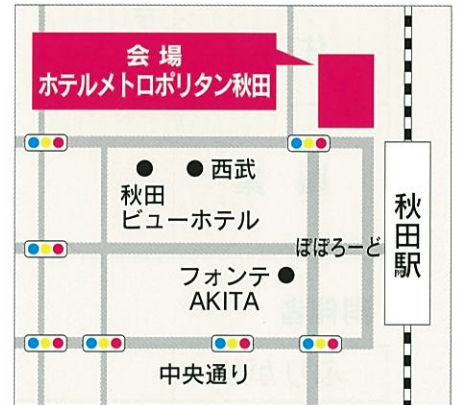 会場
ホテルメトロポリタン秋田
西武
秋田
ビューホテル
秋田駅
ぽぽろーど
フォンテ
AKITA
中央通り